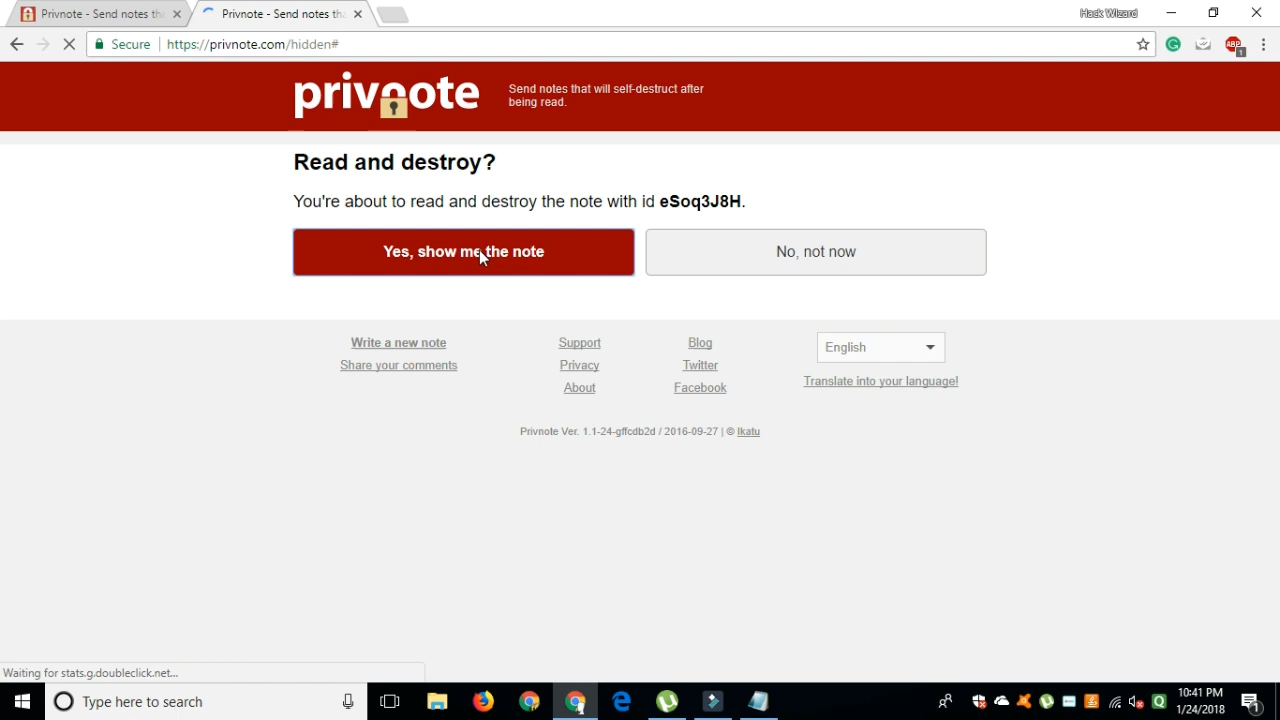 Privnote - Send notes th
Privnote - Send notes tha
Hack Wizard
Secure
https://privnote.com/hidden#
ABP
1
privnote
Send notes that will self-destruct after
being read.
Read and destroy?
You're about to read and destroy the note with id eSoq3J8H.
Yes, show me the note
No, not now
Write a new note
Support
Blog
English
Share your comments
Privacy
Twitter
Translate into your language!
About
Facebook
Privnote Ver. 1.1-24-gffcdb2d / 2016-09-27 | © Ikatu
Waiting for stats.g.doubleclick.net...
Type here to search
10:41 PM
1/24/2018
1